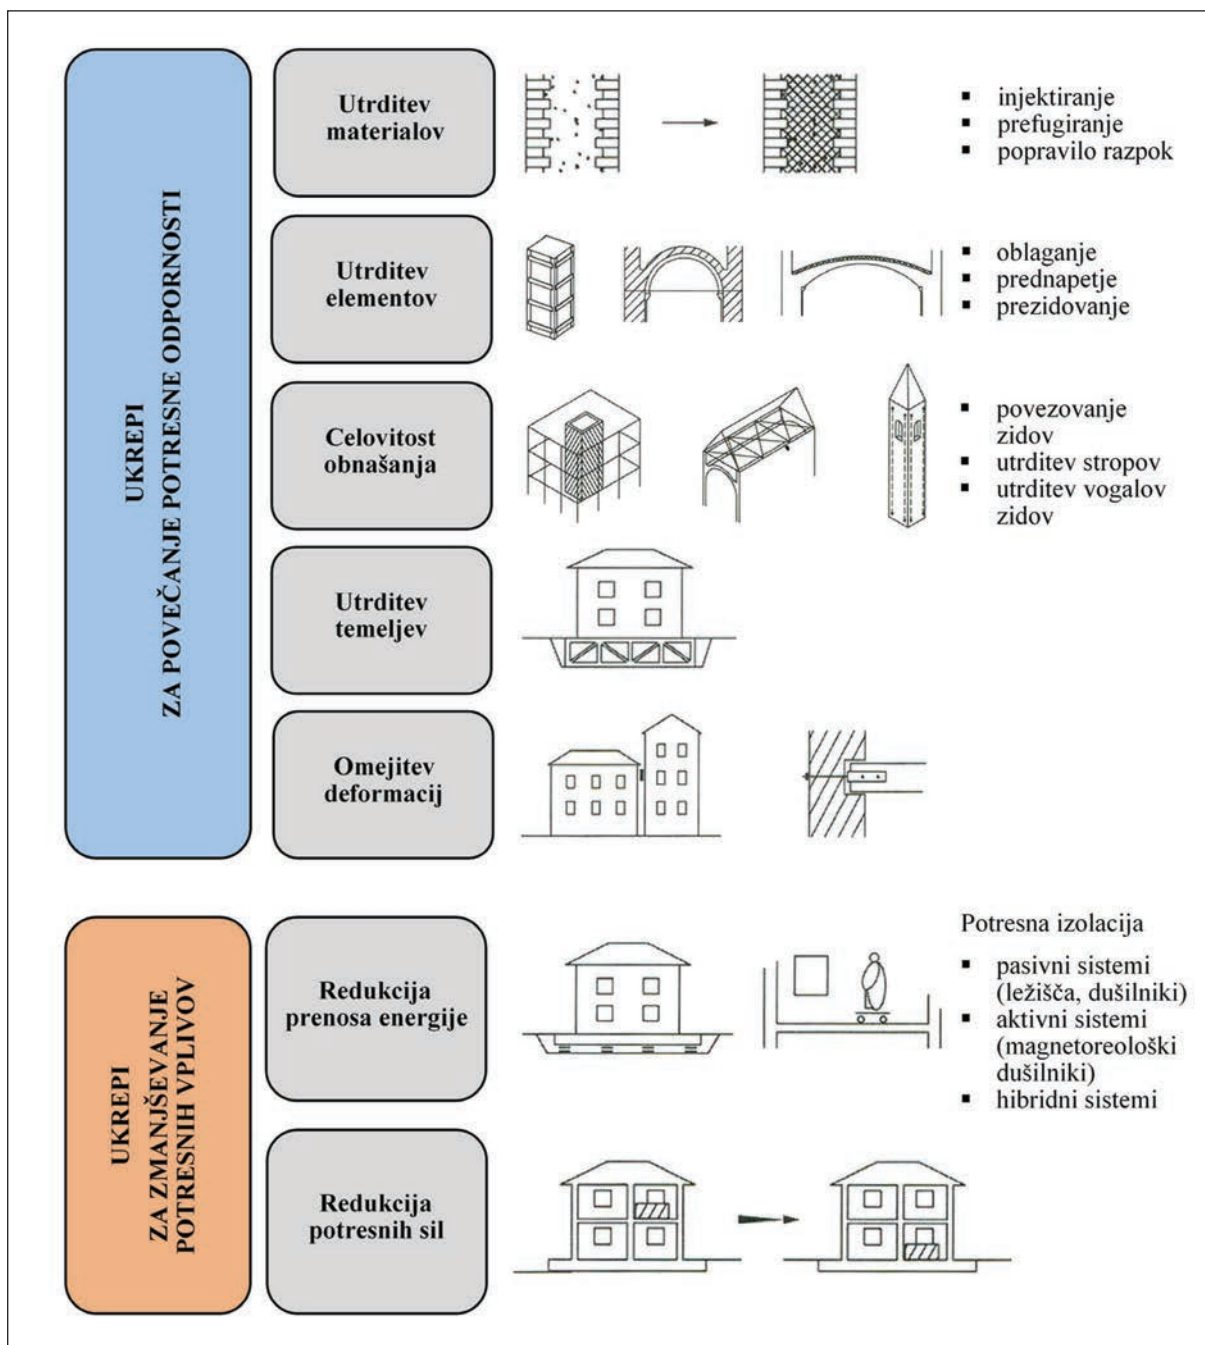 UKREPI
ZA POVEČANJE POTRESNE ODPORNOSTI
Utrditev
materialov
▪ injektiranje
▪ prefugiranje
▪ popravilo razpok
Utrditev
elementov
▪ oblaganje
▪ prednapetje
▪ prezidovanje
Celovitost
obnašanja
▪ povezovanje
zidov
▪ utrditev stropov
▪ utrditev vogalov
zidov
Utrditev
temeljev
Omejitev
deformacij
UKREPI
ZA ZMANJŠEVANJE
POTRESNIH VPLIVOV
Redukcija
prenosa energije
Potresna izolacija
▪ pasivni sistemi
(ležišča, dušilniki)
▪ aktivni sistemi
(magnetoreološki
dušilniki)
▪ hibridni sistemi
Redukcija
potresnih sil